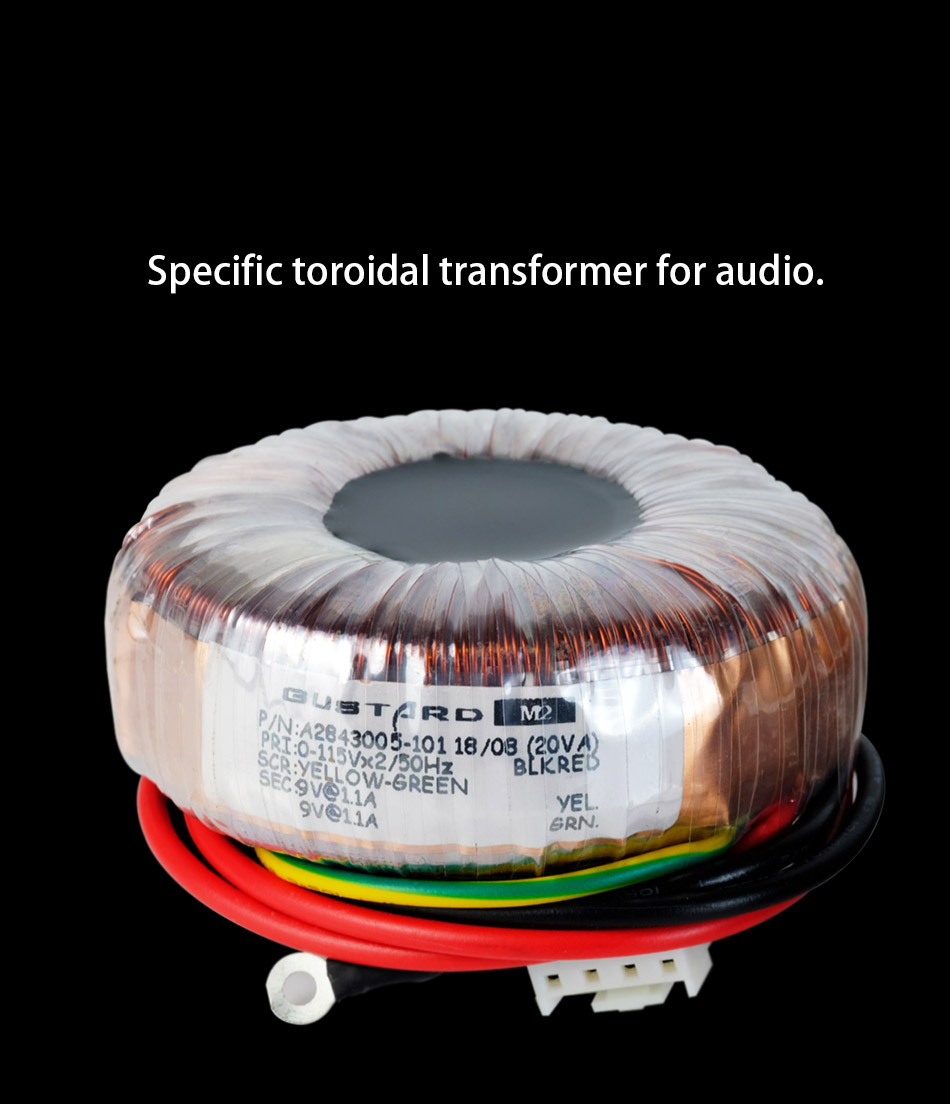 Specific toroidal transformer for audio.
GUSTARD M2
P/N:A2843005-101 18/08 (20VA)
PRI:0-115Vx2/50Hz BLKRED
SCR:YELLOW-GREEN
SEC:9V@1.1A YEL.
9V@1.1A GRN.